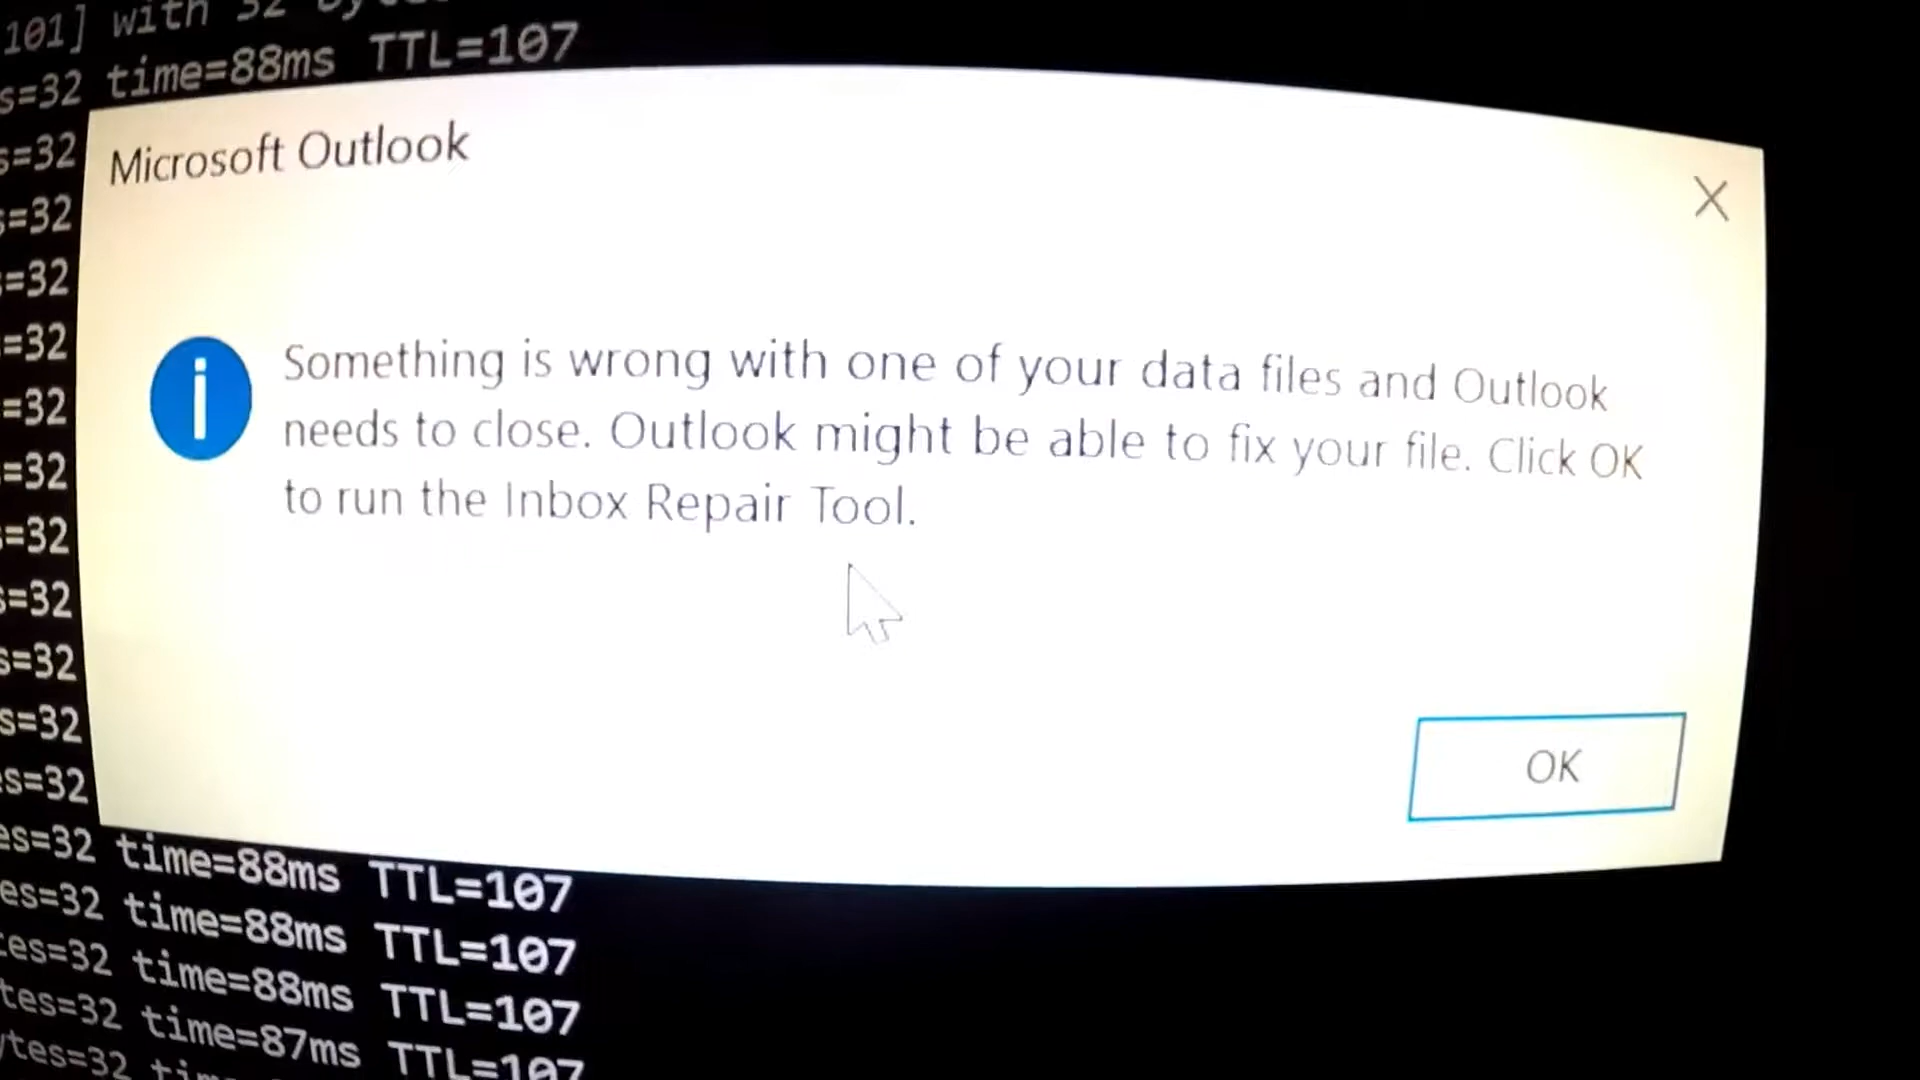 101] with 32
s=32 time=88ms TTL=107
s=32
Microsoft Outlook
s=32
=32
=32
Something is wrong with one of your data files and Outlook
needs to close. Outlook might be able to fix your file. Click OK
to run the Inbox Repair Tool.
=32
=32
=32
s=32
s=32
s=32
OK
es=32
es=32 time=88ms TTL=107
es=32 time=88ms TTL=107
tes=32 time=88ms TTL=107
tes=32 time=87ms TTL=107
ytes=32